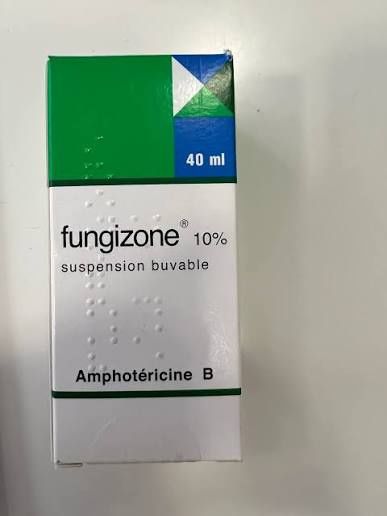 40 ml
fungizone® 10%
suspension buvable
Amphotéricine B